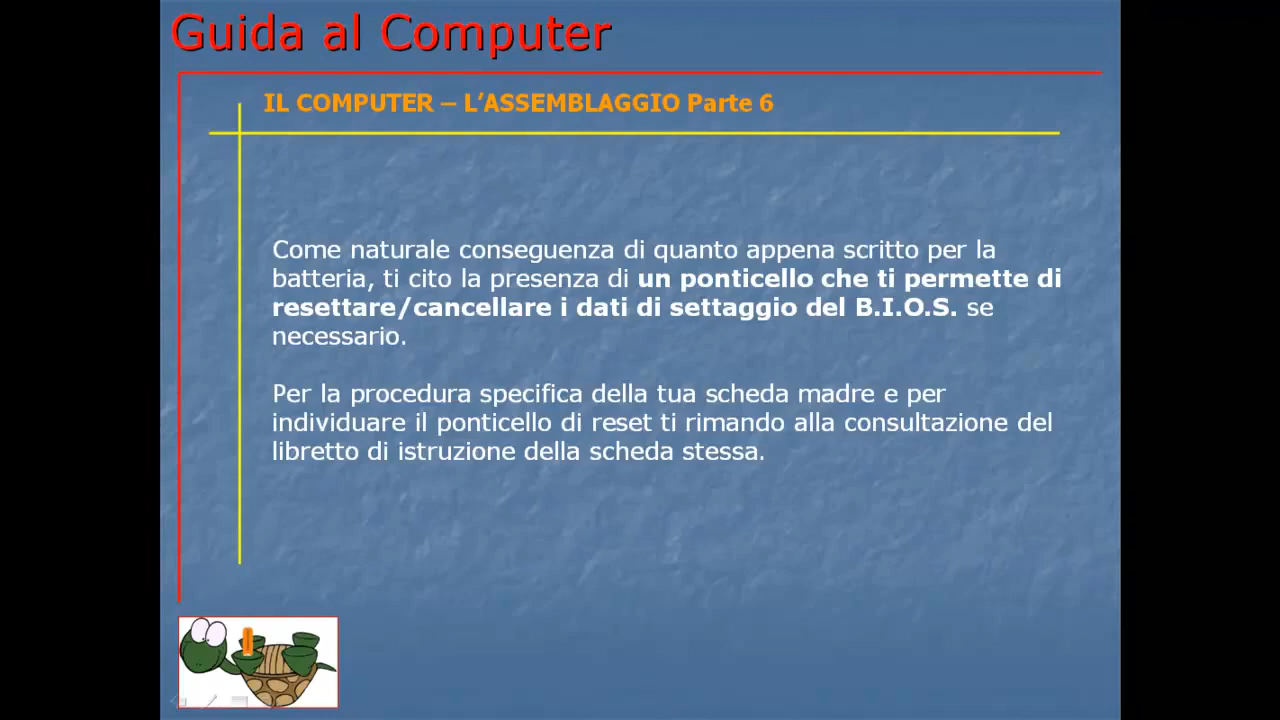 Guida al Computer
IL COMPUTER – L’ASSEMBLAGGIO Parte 6
Come naturale conseguenza di quanto appena scritto per la
batteria, ti cito la presenza di un ponticello che ti permette di
resettare/cancellare i dati di settaggio del B.I.O.S. se
necessario.
Per la procedura specifica della tua scheda madre e per
individuare il ponticello di reset ti rimando alla consultazione del
libretto di istruzione della scheda stessa.